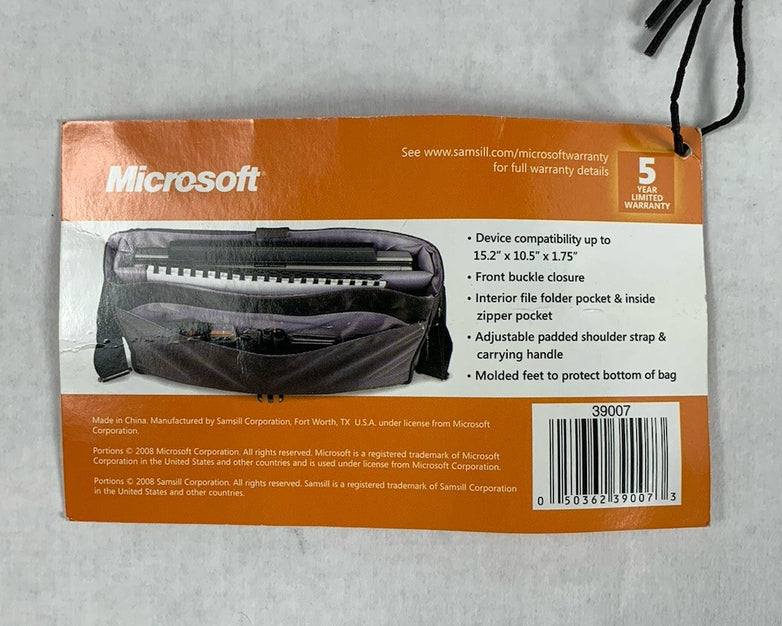 Microsoft
See www.samsill.com/microsoftwarranty
for full warranty details
5
YEAR
LIMITED
WARRANTY
• Device compatibility up to
15.2" x 10.5" x 1.75"
• Front buckle closure
• Interior file folder pocket & inside
zipper pocket
• Adjustable padded shoulder strap &
carrying handle
• Molded feet to protect bottom of bag
Made in China. Manufactured by Samsill Corporation, Fort Worth, TX U.S.A. under license from Microsoft
Corporation.
Portions © 2008 Microsoft Corporation. All rights reserved. Microsoft is a registered trademark of Microsoft
Corporation in the United States and other countries and is used under license from Microsoft Corporation.
Portions © 2008 Samsill Corporation. All rights reserved. Samsill is a registered trademark of Samsill Corporation
in the United States and other countries.
39007
0 50362 39007 3